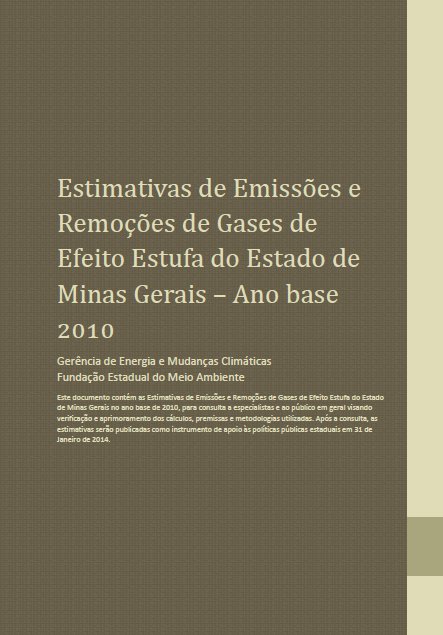 Estimativas de Emissões e
Remoções de Gases de
Efeito Estufa do Estado de
Minas Gerais – Ano base
2010
Gerência de Energia e Mudanças Climáticas
Fundação Estadual do Meio Ambiente
Este documento contém as Estimativas de Emissões e Remoções de Gases de Efeito Estufa do Estado
de Minas Gerais no ano base de 2010, para consulta a especialistas e ao público em geral visando
verificação e aprimoramento dos cálculos, premissas e metodologias utilizadas. Após a consulta, as
estimativas serão publicadas como instrumento de apoio às políticas públicas estaduais em 31 de
Janeiro de 2014.